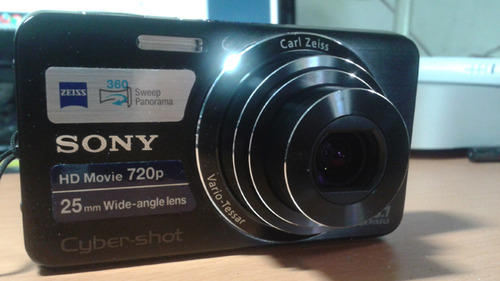 Carl Zeiss
ZEISS
360
Sweep
Panorama
SONY
HD Movie 720p
25mm Wide-angle lens
Vario-Tessar
Cyber-shot